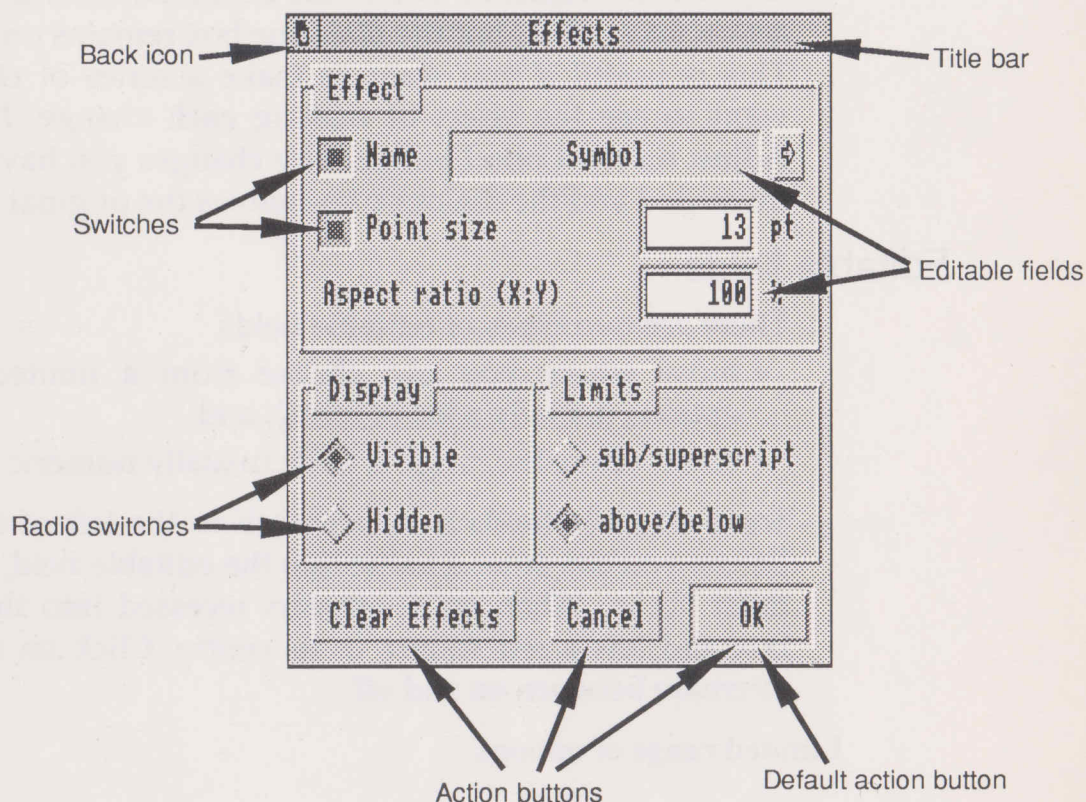 Effects
Back icon
Title bar
Effect
Name Symbol
Switches
Point size 13 pt
Editable fields
Aspect ratio (X:Y) 100 %
Display Limits
Visible sub/superscript
Radio switches
Hidden above/below
Clear Effects Cancel OK
Action buttons
Default action button